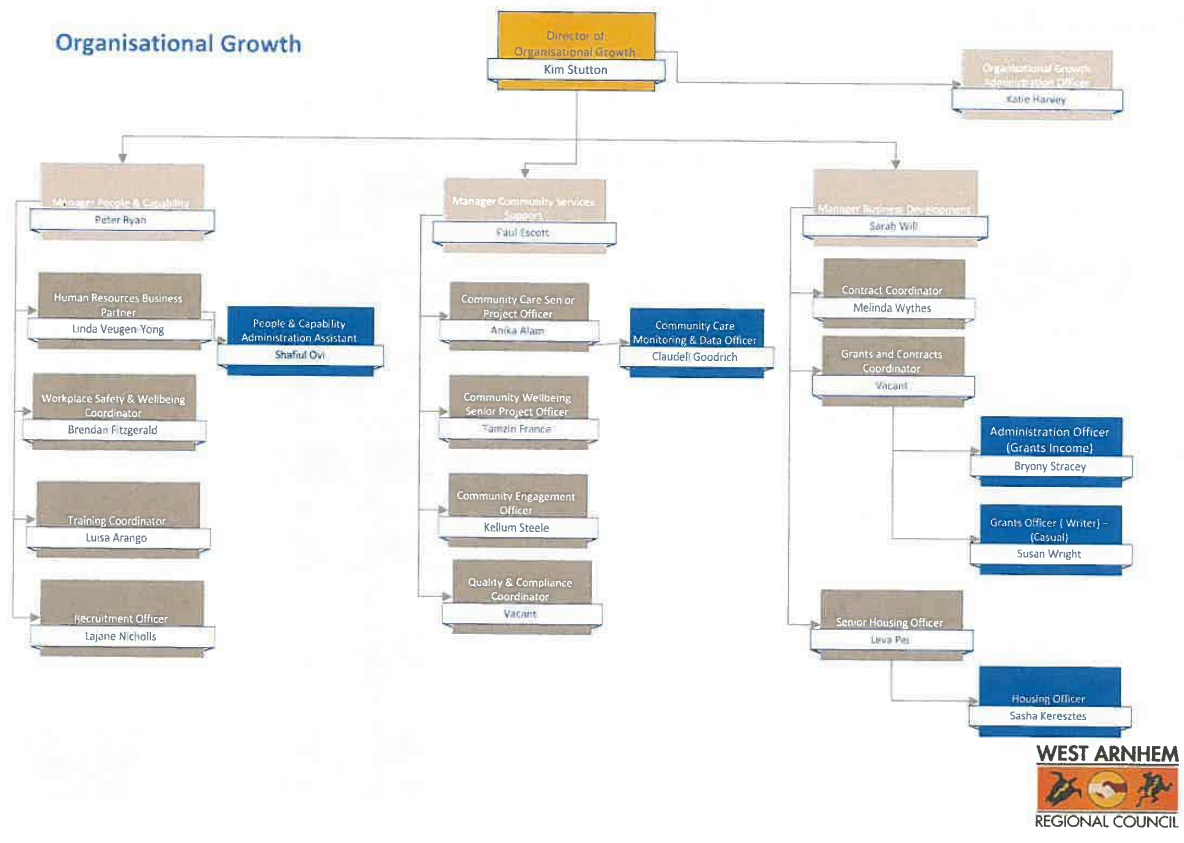 Organisational Growth
Director of
Organisational Growth
Kim Stutton
Organisational Growth
Administration Officer
Katie Harvey
Manager People & Capability
Peter Ryan
Human Resources Business
Partner
Linda Veugen-Yong
People & Capability
Administration Assistant
Shafiul Ovi
Workplace Safety & Wellbeing
Coordinator
Brendan Fitzgerald
Training Coordinator
Luisa Arango
Recruitment Officer
Lajane Nicholls
Manager Community Services
Support
Paul Escott
Community Care Senior
Project Officer
Anika Alam
Community Care
Monitoring & Data Officer
Claudell Goodrich
Community Wellbeing
Senior Project Officer
Tamzin France
Community Engagement
Officer
Kellum Steele
Quality & Compliance
Coordinator
Vacant
Manager Business Development
Sarah Will
Contract Coordinator
Melinda Wythes
Grants and Contracts
Coordinator
Vacant
Administration Officer
(Grants Income)
Bryony Stracey
Grants Officer ( Writer) –
(Casual)
Susan Wright
Senior Housing Officer
Leva Pei
Housing Officer
Sasha Keresztes
WEST ARNHEM
REGIONAL COUNCIL